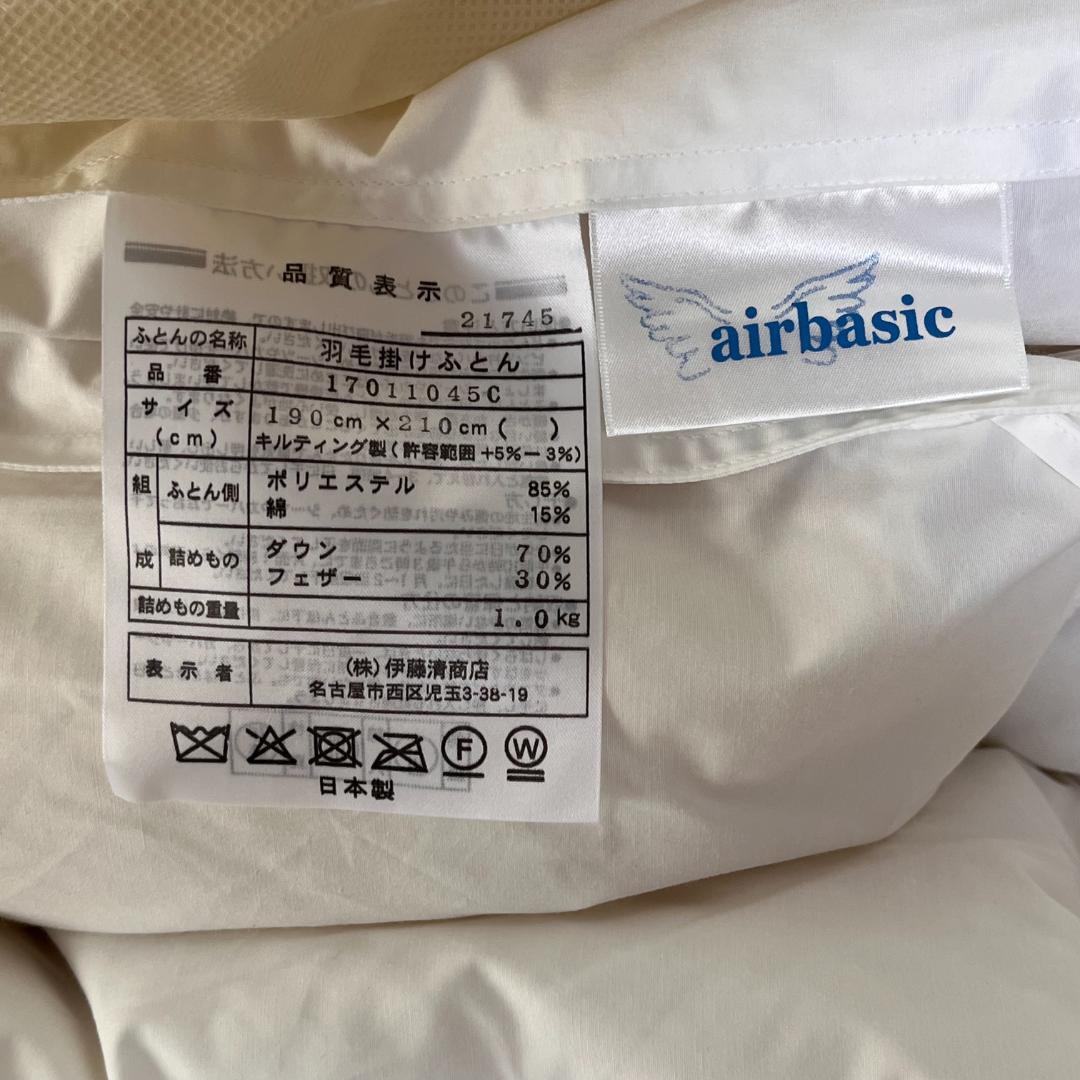 品質表示
21745
ふとんの名称 羽毛掛けふとん
品番 17011045C
サイズ(cm) 190cm×210cm( )
キルティング製(許容範囲+5%-3%)
組成 ふとん側 ポリエステル 85%
綿 15%
詰めもの ダウン 70%
フェザー 30%
詰めもの重量 1.0kg
表示者 (株)伊藤清商店
名古屋市西区児玉3-38-19
F W
日本製
airbasic